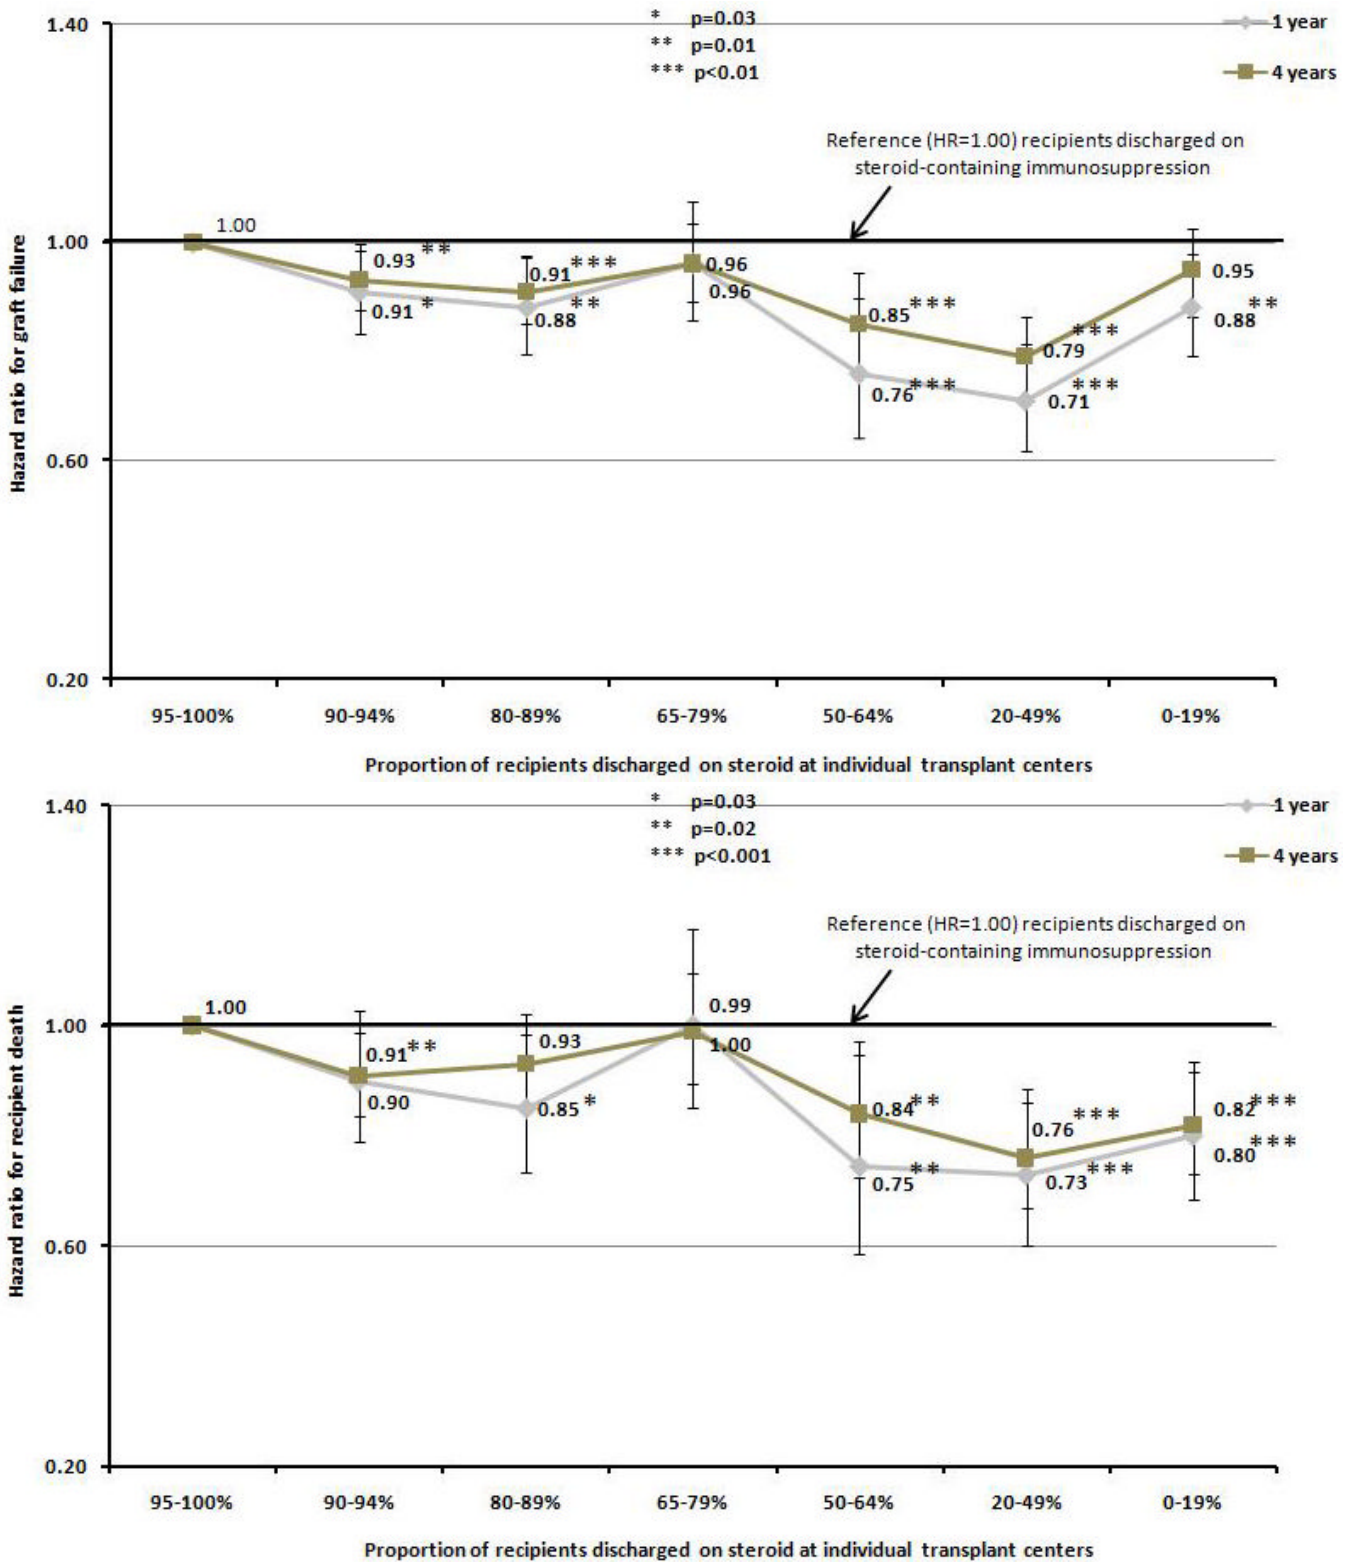 1.40
* p=0.03
** p=0.01
*** p<0.01
1 year
4 years
Reference (HR=1.00) recipients discharged on
steroid-containing immunosuppression
Hazard ratio for graft failure
1.00
0.60
0.20
1.00
0.93 **
0.91 *
0.91 ***
0.88 **
0.96
0.96
0.85 ***
0.76 ***
0.79 ***
0.71 ***
0.95
0.88 **
95-100% 90-94% 80-89% 65-79% 50-64% 20-49% 0-19%
Proportion of recipients discharged on steroid at individual transplant centers
1.40
* p=0.03
** p=0.02
*** p<0.001
1 year
4 years
Reference (HR=1.00) recipients discharged on
steroid-containing immunosuppression
Hazard ratio for recipient death
1.00
0.60
0.20
1.00
0.91 **
0.90
0.93
0.85 *
0.99
1.00
0.84 **
0.75 **
0.76 ***
0.73 ***
0.82 ***
0.80 ***
95-100% 90-94% 80-89% 65-79% 50-64% 20-49% 0-19%
Proportion of recipients discharged on steroid at individual transplant centers